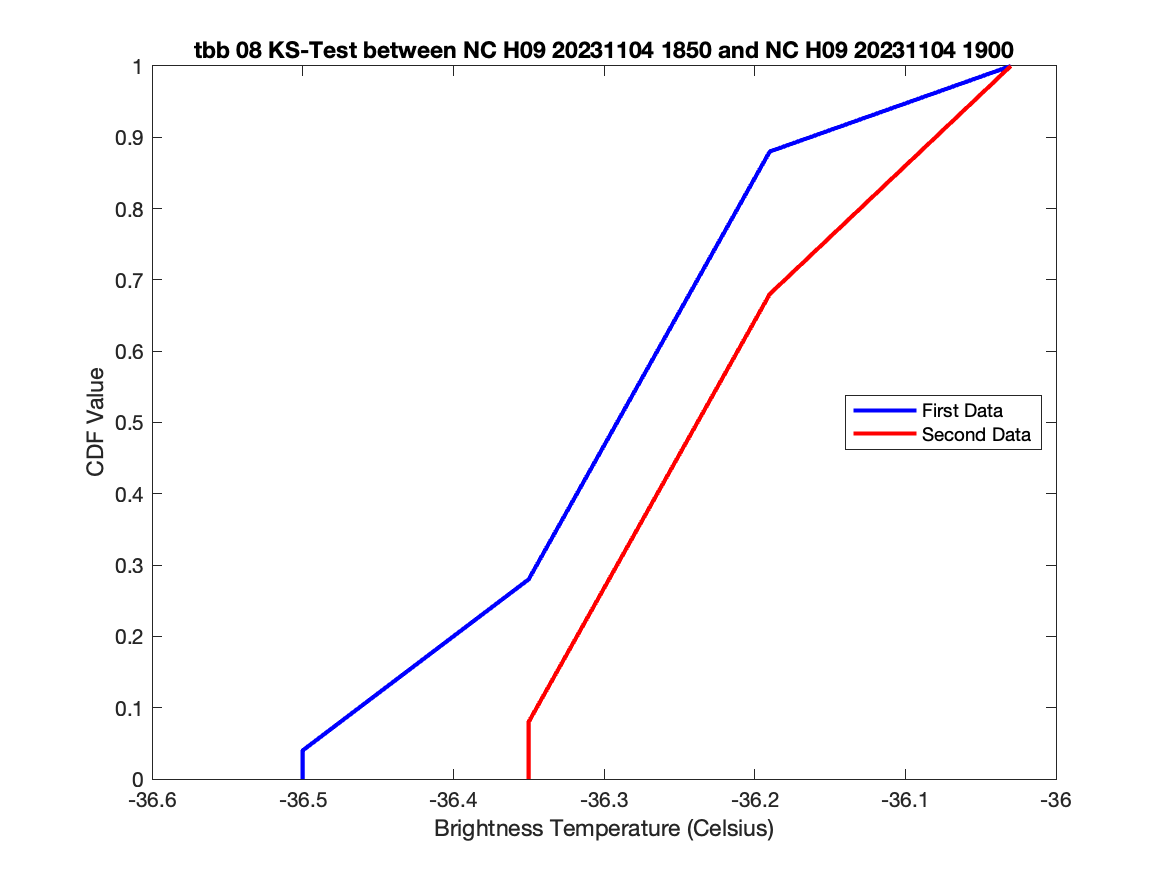 tbb 08 KS-Test between NC H09 20231104 1850 and NC H09 20231104 1900
1
0.9
0.8
0.7
0.6
0.5
0.4
0.3
0.2
0.1
0
CDF Value
First Data
Second Data
-36.6 -36.5 -36.4 -36.3 -36.2 -36.1 -36
Brightness Temperature (Celsius)